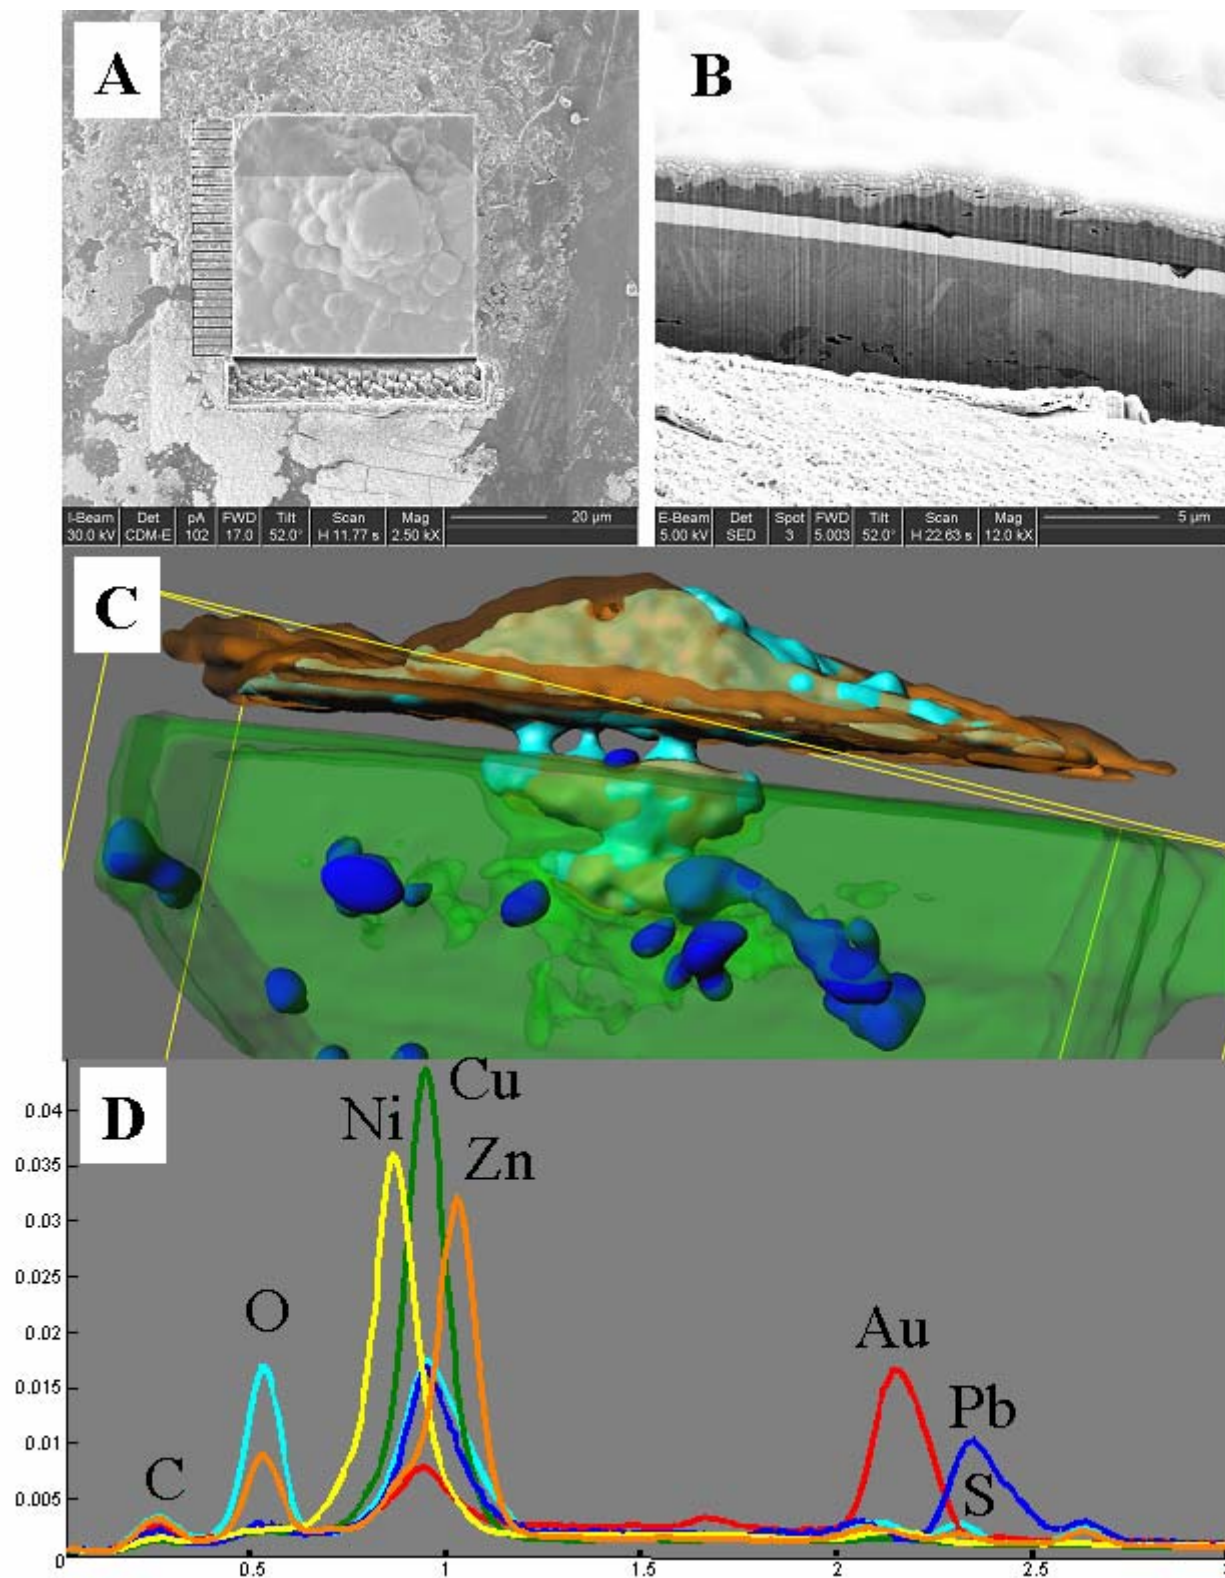 A
B
I-Beam Det pA FWD Tilt Scan Mag 20 µm
30.0 kV CDM-E 102 17.0 52.0° H 11.77 s 2.50 kX
E-Beam Det Spot FWD Tilt Scan Mag 5 µm
5.00 kV SED 3 5.003 52.0° H 22.63 s 12.0 kX
C
D
Cu
Ni
Zn
O
Au
Pb
C
S
0.04
0.035
0.03
0.025
0.02
0.015
0.01
0.005
0 0.5 1 1.5 2 2.5